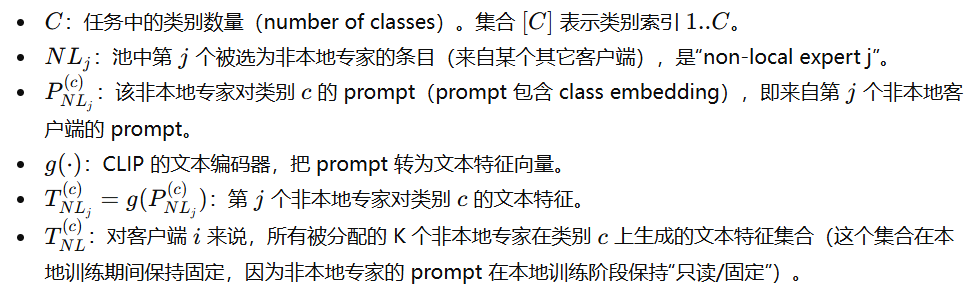 • C：任务中的类别数量（number of classes）。集合 [C] 表示类别索引 1..C。
• NL_j：池中第 j 个被选为非本地专家的条目（来自某个其它客户端），是“non-local expert j”。
• P_{NL_j}^{(c)}：该非本地专家对类别 c 的 prompt（prompt 包含 class embedding），即来自第 j 个非本地客
户端的 prompt。
• g(·)：CLIP 的文本编码器，把 prompt 转为文本特征向量。
• T_{NL_j}^{(c)} = g(P_{NL_j}^{(c)})：第 j 个非本地专家对类别 c 的文本特征。
• T_{NL}^{(c)}：对客户端 i 来说，所有被分配的 K 个非本地专家在类别 c 上生成的文本特征集合（这个集合在本
地训练期间保持固定，因为非本地专家的 prompt 在本地训练阶段保持“只读/固定”）。